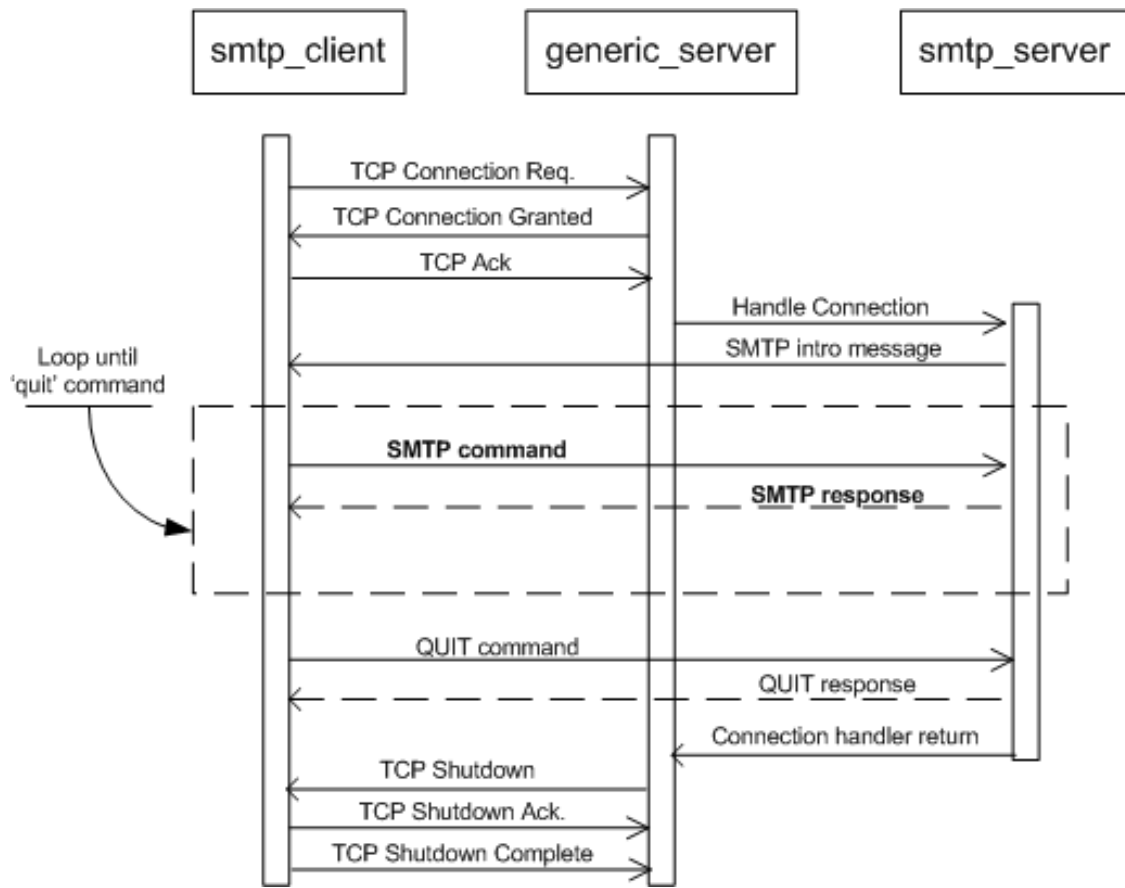 smtp_client
generic_server
smtp_server
TCP Connection Req.
TCP Connection Granted
TCP Ack
Handle Connection
SMTP intro message
Loop until
'quit' command
SMTP command
SMTP response
QUIT command
QUIT response
Connection handler return
TCP Shutdown
TCP Shutdown Ack.
TCP Shutdown Complete